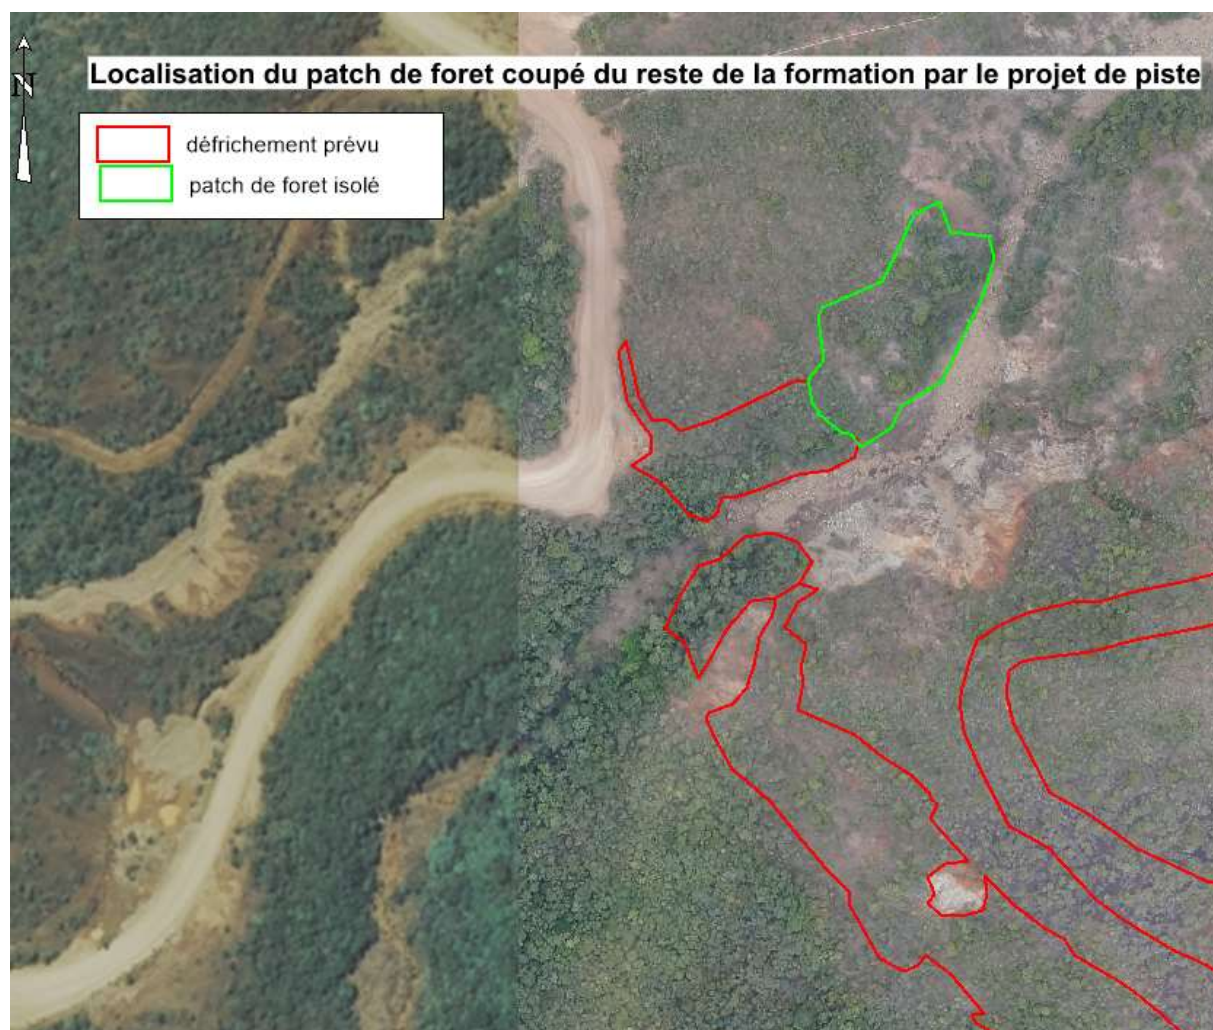 Localisation du patch de foret coupé du reste de la formation par le projet de piste
N
défrichement prévu
patch de foret isolé